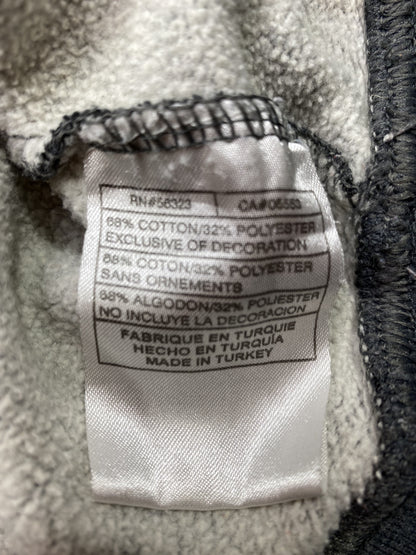 RN#56323 CA#06553
68% COTTON/32% POLYESTER
EXCLUSIVE OF DECORATION
68% COTON/32% POLYESTER
SANS ORNEMENTS
68% ALGODON/32% POLIESTER
NO INCLUYE LA DECORACION
FABRIQUE EN TURQUIE
HECHO EN TURQUIA
MADE IN TURKEY